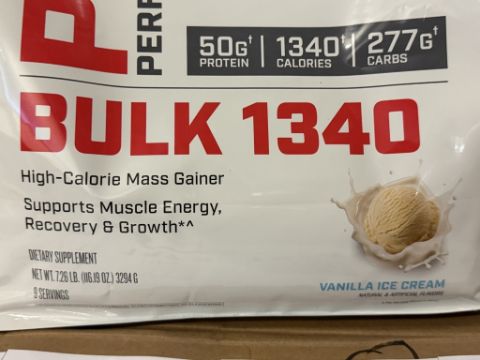 P
PERF
50G† | 1340† | 277G†
PROTEIN | CALORIES | CARBS
BULK 1340
High-Calorie Mass Gainer
Supports Muscle Energy,
Recovery & Growth*^
DIETARY SUPPLEMENT
NET WT. 7.26 LB. (116.19 OZ.) 3294 G
9 SERVINGS
VANILLA ICE CREAM
NATURAL & ARTIFICIAL FLAVORS